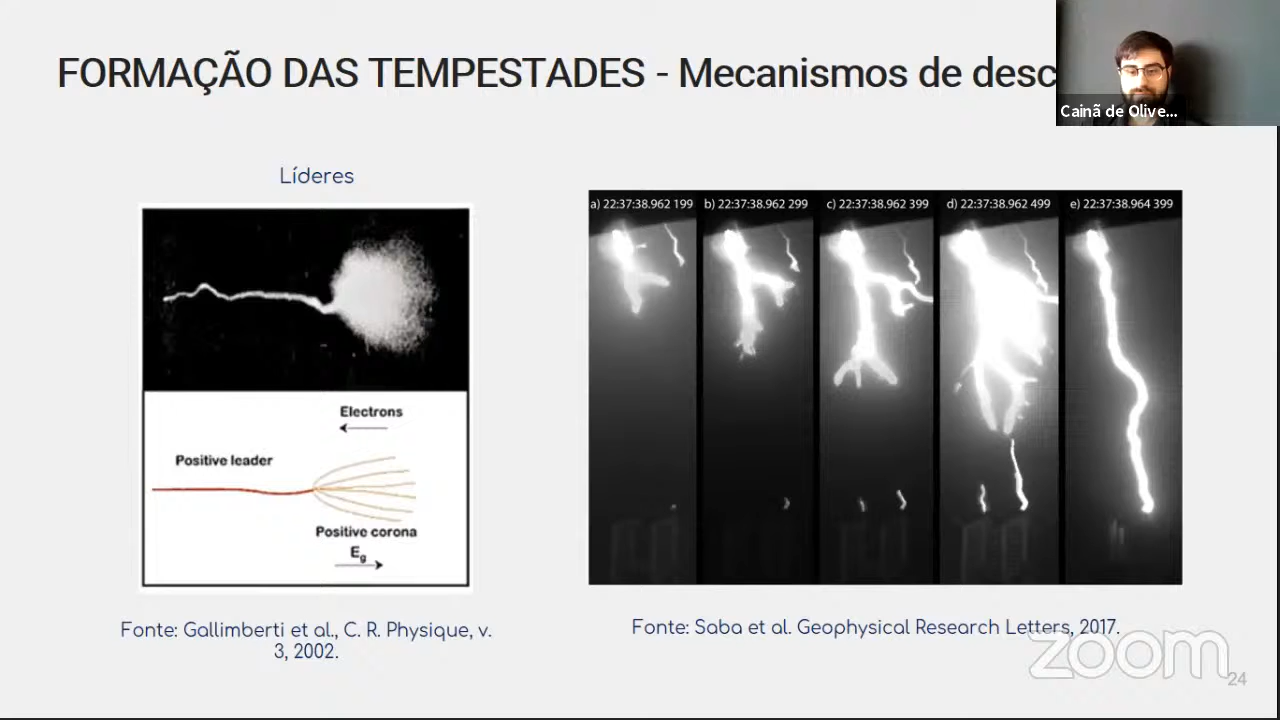 FORMAÇÃO DAS TEMPESTADES - Mecanismos de desc
Cainã de Olive...
Líderes
Electrons
Positive leader
Positive corona
Eg
a) 22:37:38.962 199
b) 22:37:38.962 299
c) 22:37:38.962 399
d) 22:37:38.962 499
e) 22:37:38.964 399
Fonte: Gallimberti et al., C. R. Physique, v.
3, 2002.
Fonte: Saba et al. Geophysical Research Letters, 2017.
zoom
24